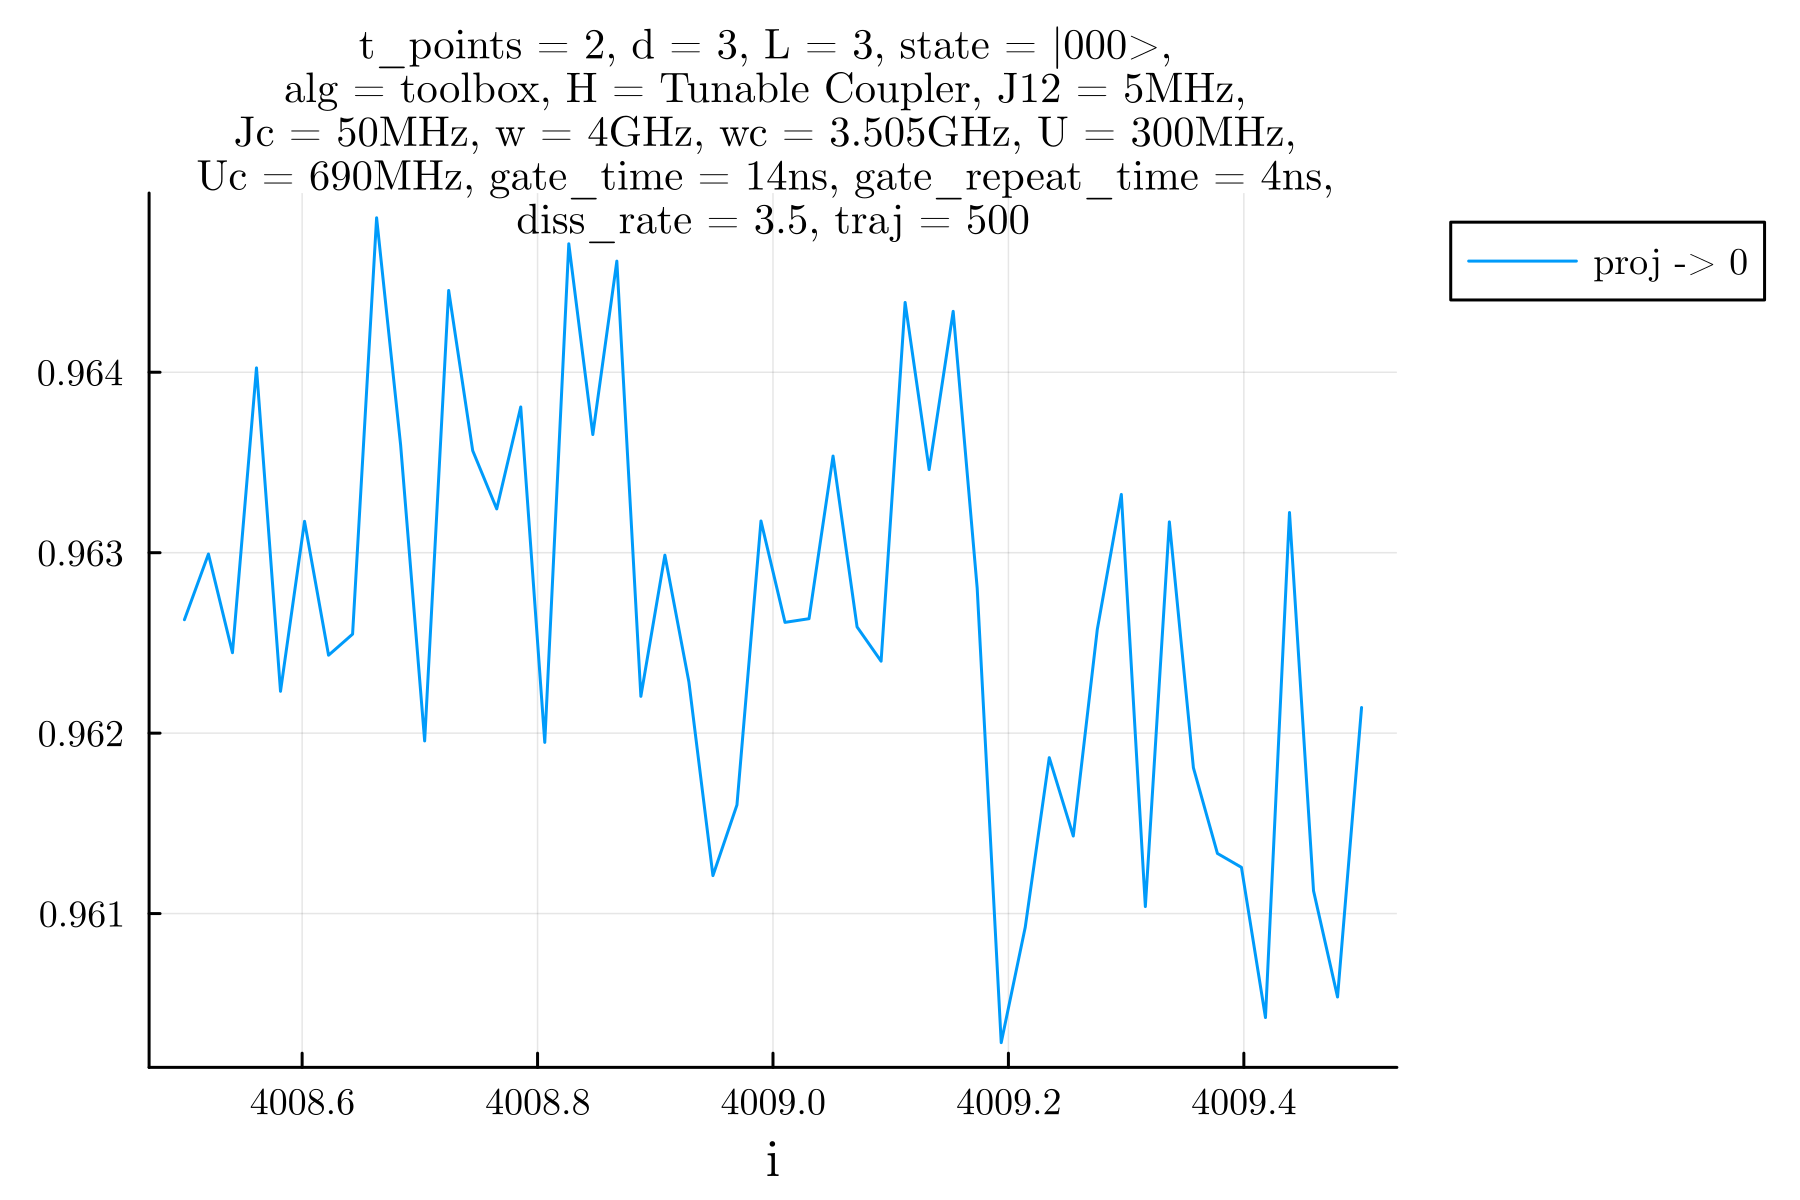 t_points = 2, d = 3, L = 3, state = |000>,
alg = toolbox, H = Tunable Coupler, J12 = 5MHz,
Jc = 50MHz, w = 4GHz, wc = 3.505GHz, U = 300MHz,
Uc = 690MHz, gate_time = 14ns, gate_repeat_time = 4ns,
diss_rate = 3.5, traj = 500
proj -> 0
0.964
0.963
0.962
0.961
4008.6 4008.8 4009.0 4009.2 4009.4
i